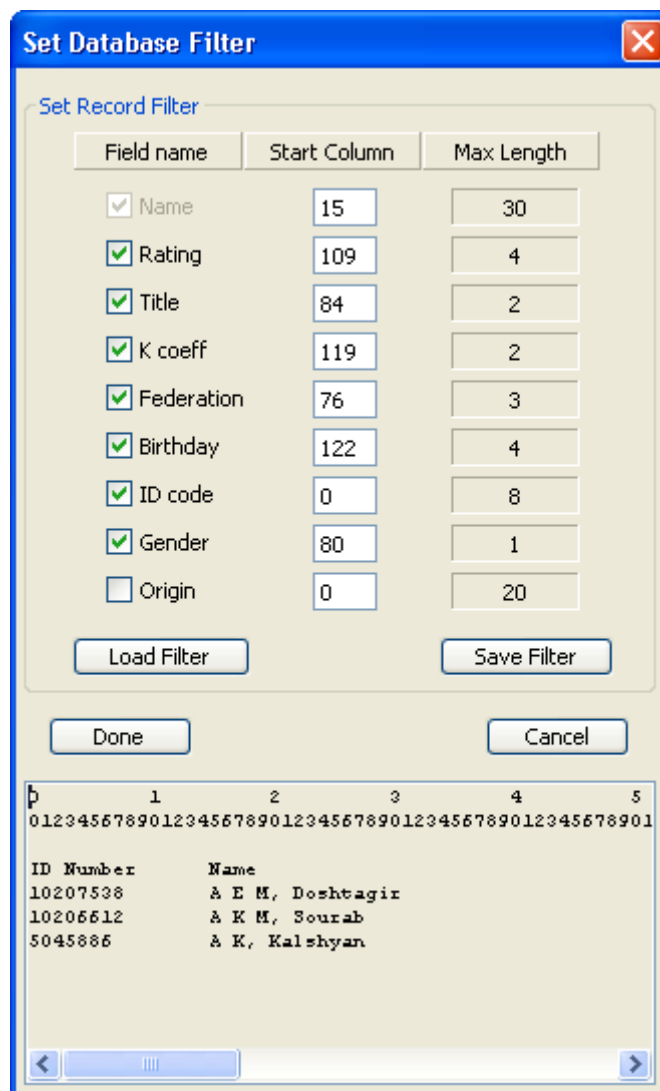 Set Database Filter
Set Record Filter
Field name Start Column Max Length
Name 15 30
Rating 109 4
Title 84 2
K coeff 119 2
Federation 76 3
Birthday 122 4
ID code 0 8
Gender 80 1
Origin 0 20
Load Filter Save Filter
Done Cancel
0 1 2 3 4 5
0123456789012345678901234567890123456789012345678901
ID Number Name
10207538 A E M, Doshtagir
10206612 A K M, Sourab
5045886 A K, Kalshyan